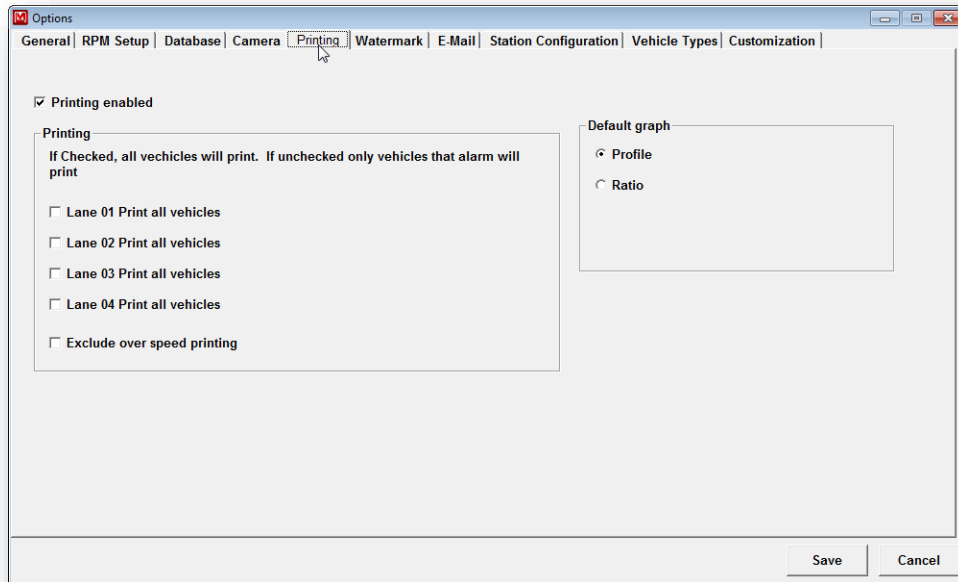 Options
General RPM Setup Database Camera Printing Watermark E-Mail Station Configuration Vehicle Types Customization
Printing enabled
Printing
If Checked, all vechicles will print. If unchecked only vehicles that alarm will
print
Lane 01 Print all vehicles
Lane 02 Print all vehicles
Lane 03 Print all vehicles
Lane 04 Print all vehicles
Exclude over speed printing
Default graph
Profile
Ratio
Save Cancel